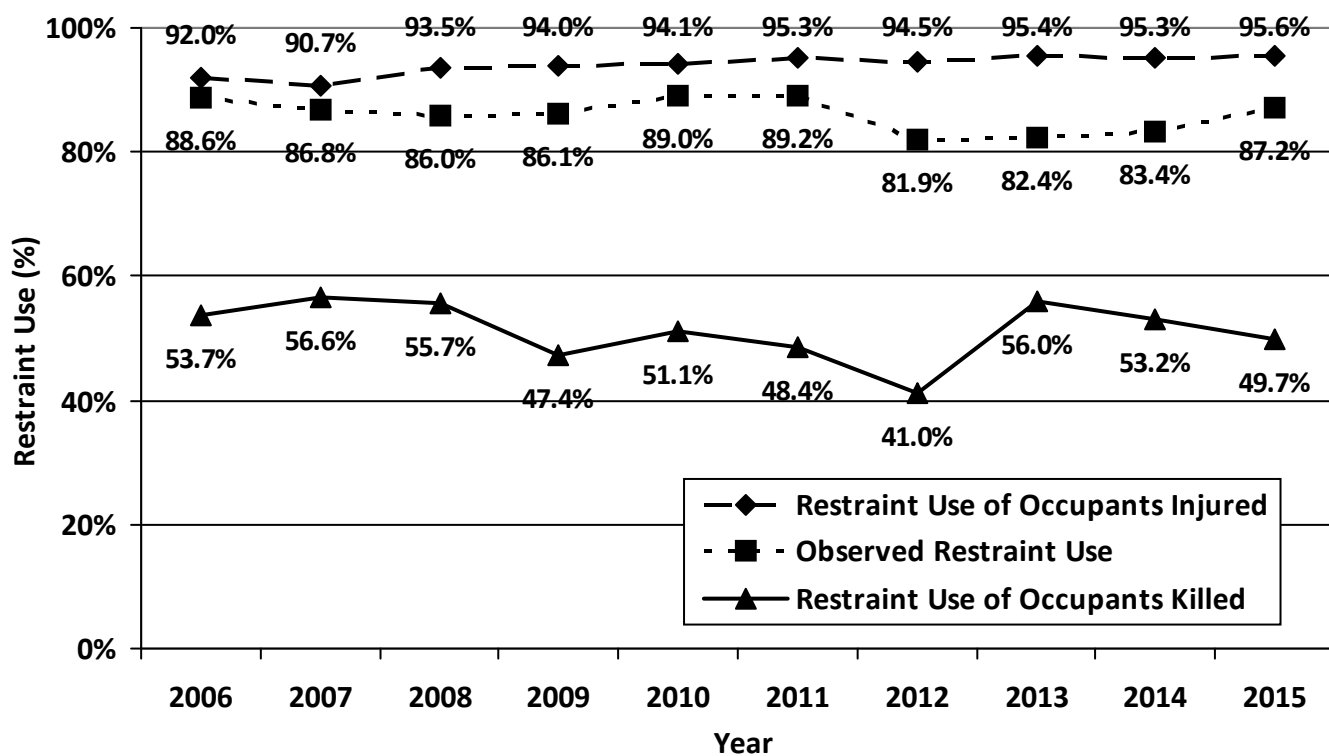 100%
92.0% 90.7% 93.5% 94.0% 94.1% 95.3% 94.5% 95.4% 95.3% 95.6%
88.6% 86.8% 86.0% 86.1% 89.0% 89.2% 81.9% 82.4% 83.4% 87.2%
80%
60%
53.7% 56.6% 55.7% 47.4% 51.1% 48.4% 41.0% 56.0% 53.2% 49.7%
40%
20%
0%
Restraint Use (%)
Restraint Use of Occupants Injured
Observed Restraint Use
Restraint Use of Occupants Killed
2006 2007 2008 2009 2010 2011 2012 2013 2014 2015
Year